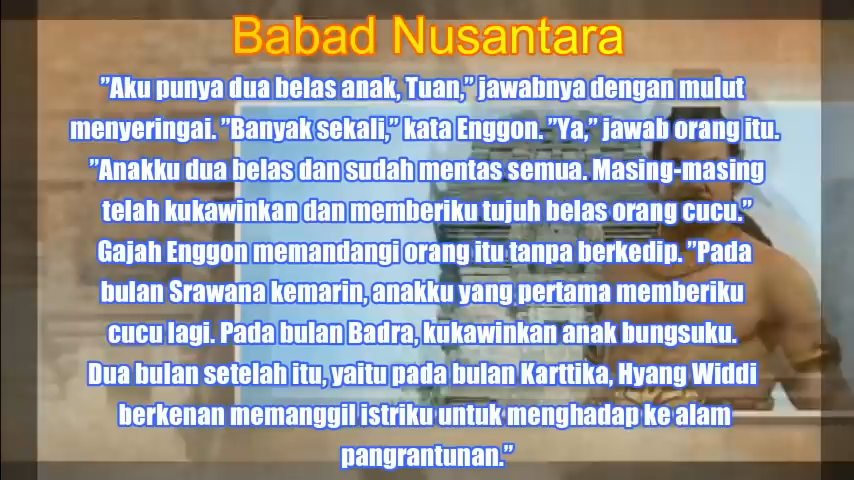 Babad Nusantara
”Aku punya dua belas anak, Tuan,” jawabnya dengan mulut
menyeringai. ”Banyak sekali,” kata Enggon. ”Ya,” jawab orang itu.
”Anakku dua belas dan sudah mentas semua. Masing-masing
telah kukawinkan dan memberiku tujuh belas orang cucu.”
Gajah Enggon memandangi orang itu tanpa berkedip. ”Pada
bulan Srawana kemarin, anakku yang pertama memberiku
cucu lagi. Pada bulan Badra, kukawinkan anak bungsuku.
Dua bulan setelah itu, yaitu pada bulan Karttika, Hyang Widdi
berkenan memanggil istriku untuk menghadap ke alam
pangrantunan.”